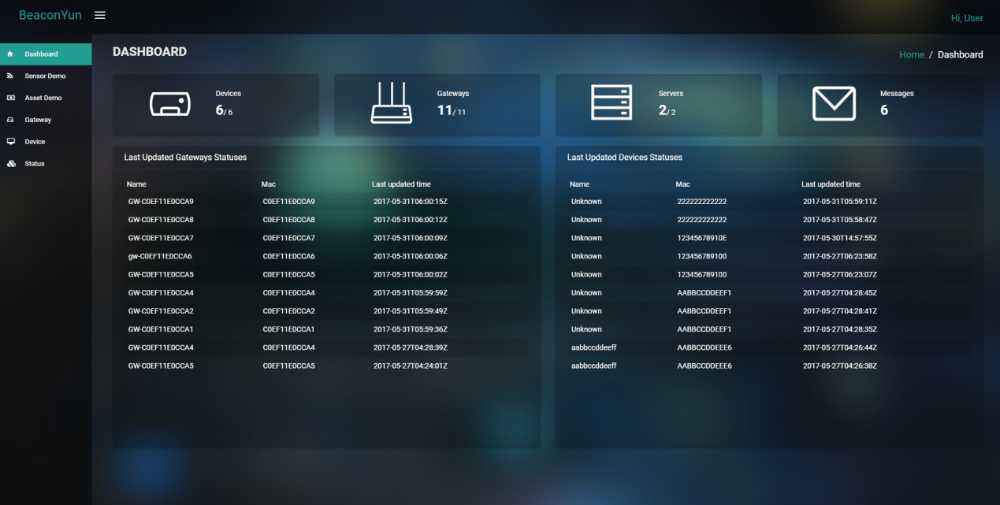 BeaconYun
Hi, User
Dashboard
Sensor Demo
Asset Demo
Gateway
Device
Status
DASHBOARD
Home / Dashboard
Devices
6/ 6
Gateways
11/ 11
Servers
2/ 2
Messages
6
Last Updated Gateways Statuses
Name Mac Last updated time
GW-C0EF11E0CCA9 C0EF11E0CCA9 2017-05-31T06:00:15Z
GW-C0EF11E0CCA8 C0EF11E0CCA8 2017-05-31T06:00:12Z
GW-C0EF11E0CCA7 C0EF11E0CCA7 2017-05-31T06:00:09Z
gw-C0EF11E0CCA6 C0EF11E0CCA6 2017-05-31T06:00:06Z
GW-C0EF11E0CCA5 C0EF11E0CCA5 2017-05-31T06:00:02Z
GW-C0EF11E0CCA4 C0EF11E0CCA4 2017-05-31T05:59:59Z
GW-C0EF11E0CCA2 C0EF11E0CCA2 2017-05-31T05:59:49Z
GW-C0EF11E0CCA1 C0EF11E0CCA1 2017-05-31T05:59:36Z
GW-C0EF11E0CCA4 C0EF11E0CCA4 2017-05-27T04:28:39Z
GW-C0EF11E0CCA5 C0EF11E0CCA5 2017-05-27T04:24:01Z
Last Updated Devices Statuses
Name Mac Last updated time
Unknown 222222222222 2017-05-31T05:59:11Z
Unknown 222222222222 2017-05-31T05:58:47Z
Unknown 12345678910E 2017-05-30T14:57:55Z
Unknown 123456789100 2017-05-27T06:23:58Z
Unknown 123456789100 2017-05-27T06:23:07Z
Unknown AABBCCDDEEF1 2017-05-27T04:28:45Z
Unknown AABBCCDDEEF1 2017-05-27T04:28:41Z
Unknown AABBCCDDEEF1 2017-05-27T04:28:35Z
aabbccddeeff AABBCCDDEEE6 2017-05-27T04:26:44Z
aabbccddeeff AABBCCDDEEE6 2017-05-27T04:26:38Z